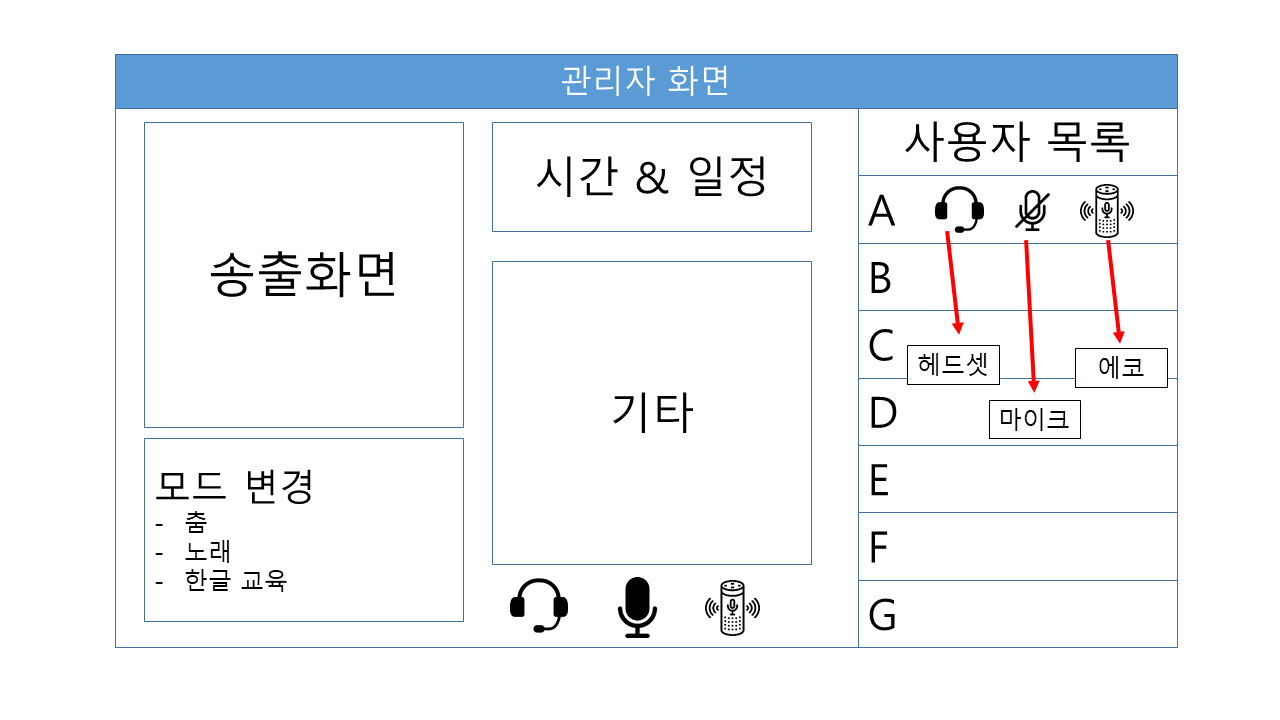 관리자 화면
송출화면
모드 변경
- 춤
- 노래
- 한글 교육
시간 & 일정
기타
사용자 목록
A
B
C
헤드셋
에코
D
마이크
E
F
G